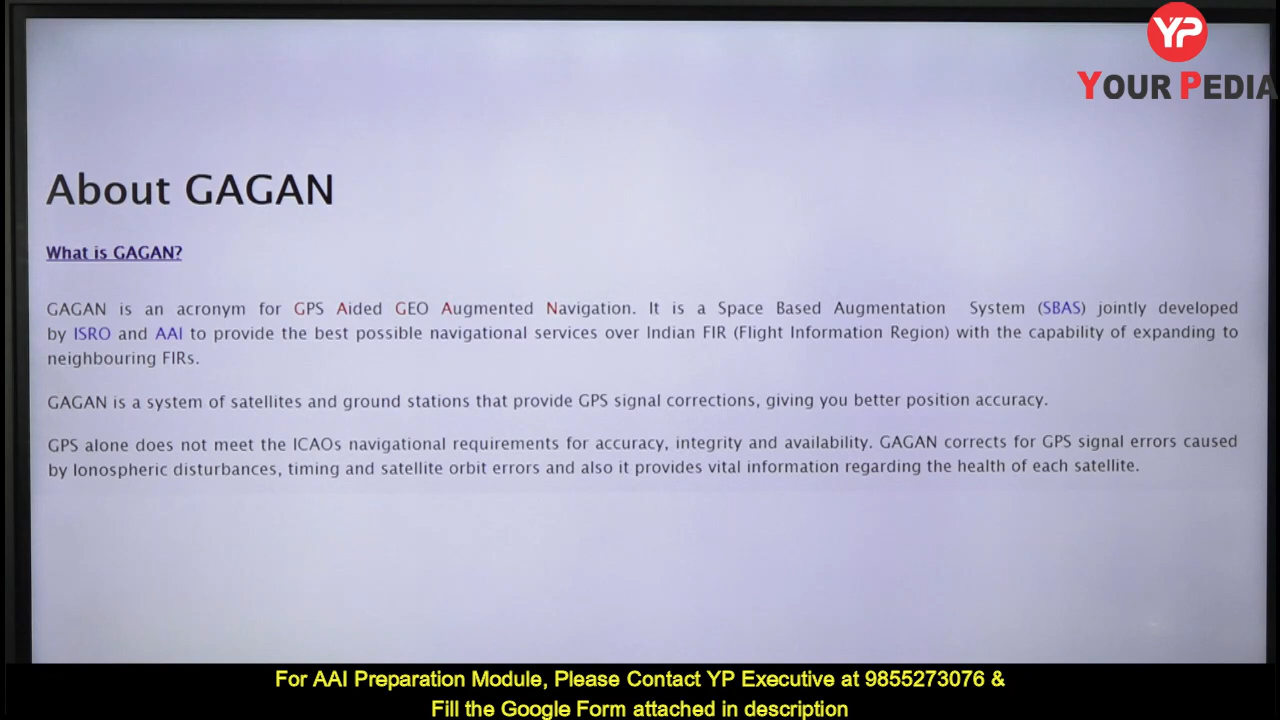 YP
YOUR PEDIA
About GAGAN
What is GAGAN?
GAGAN is an acronym for GPS Aided GEO Augmented Navigation. It is a Space Based Augmentation System (SBAS) jointly developed
by ISRO and AAI to provide the best possible navigational services over Indian FIR (Flight Information Region) with the capability of expanding to
neighbouring FIRs.
GAGAN is a system of satellites and ground stations that provide GPS signal corrections, giving you better position accuracy.
GPS alone does not meet the ICAOs navigational requirements for accuracy, integrity and availability. GAGAN corrects for GPS signal errors caused
by Ionospheric disturbances, timing and satellite orbit errors and also it provides vital information regarding the health of each satellite.
For AAI Preparation Module, Please Contact YP Executive at 9855273076 &
Fill the Google Form attached in description